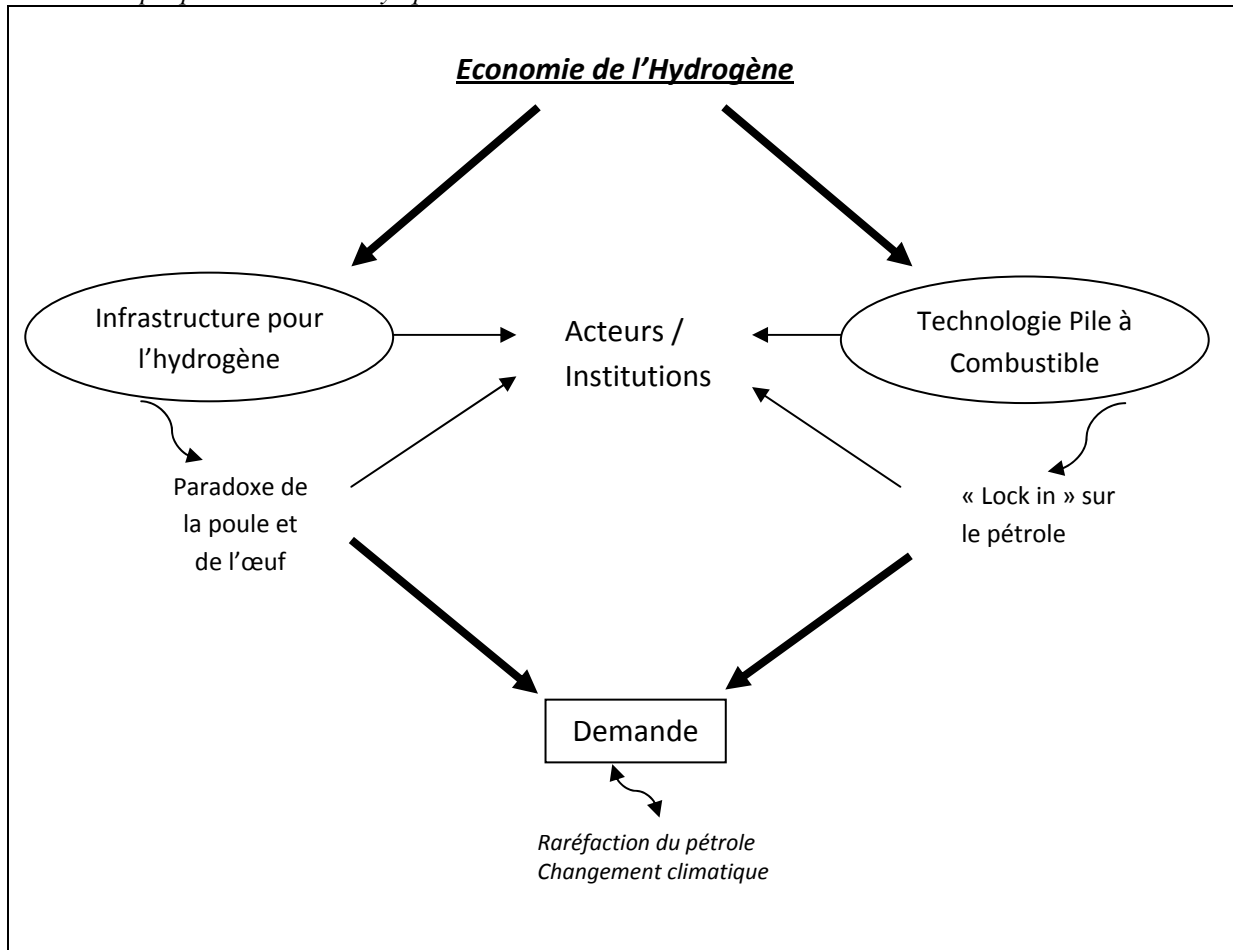 Economie de l’Hydrogène
Infrastructure pour
l’hydrogène
Acteurs /
Institutions
Technologie Pile à
Combustible
Paradoxe de
la poule et
de l’œuf
« Lock in » sur
le pétrole
Demande
Raréfaction du pétrole
Changement climatique